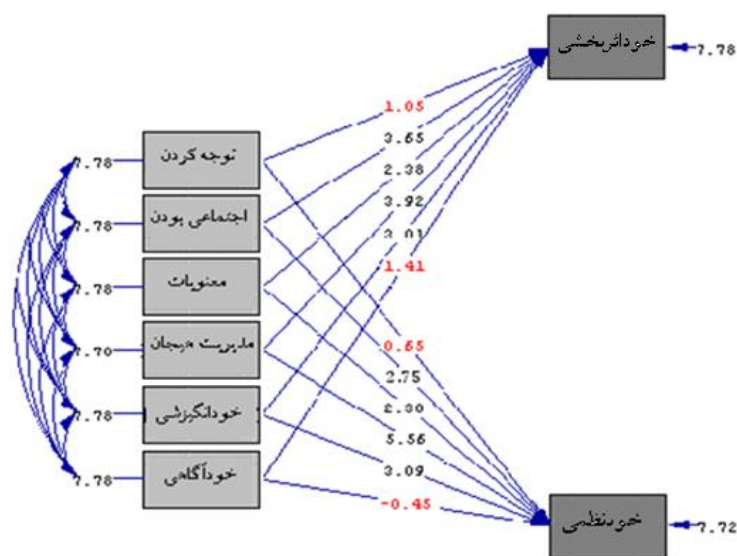 خوداثربخشی
7.78
1.05
3.65
2.38
3.92
3.01
1.41
7.78
توجه کردن
7.78
اجتماعی بودن
7.78
معنویات
7.70
مدیریت هیجان
7.78
خودانگیزشی
7.78
خودآگاهی
0.65
2.75
5.56
3.09
-0.45
خودنظمی
7.72